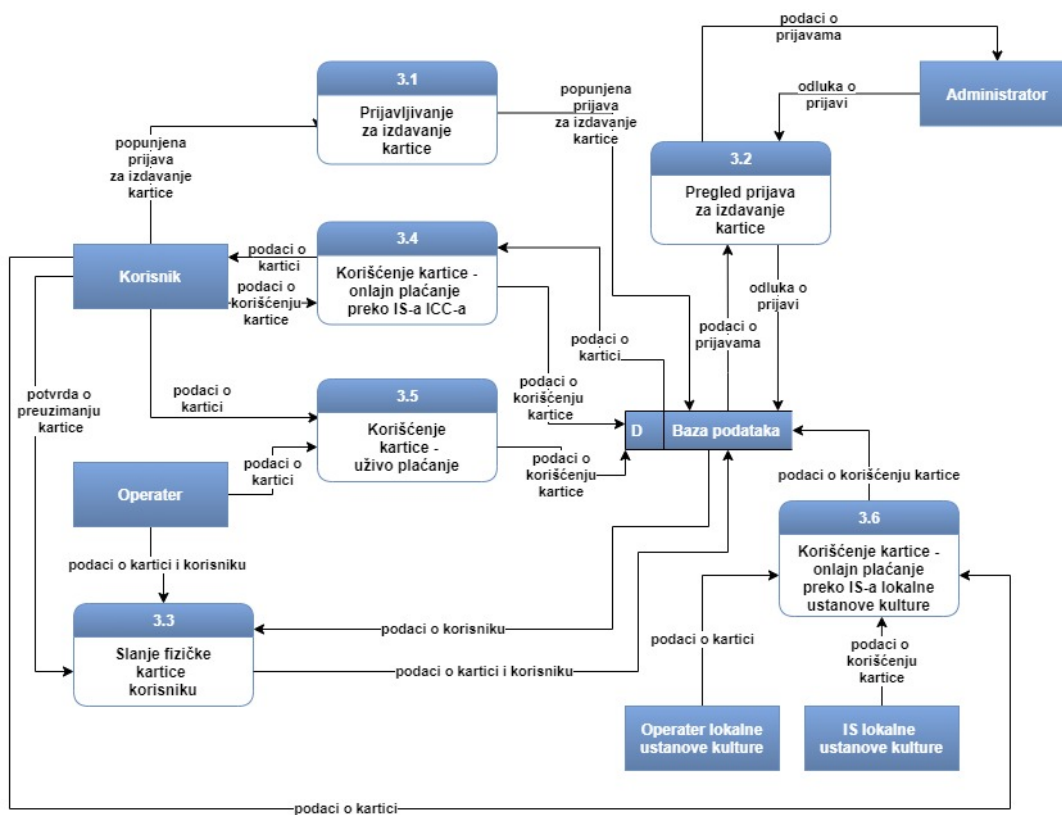 podaci o
prijavama
3.1
Prijavljivanje
za izdavanje
kartice
popunjena
prijava
za izdavanje
kartice
odluka o
prijavi
Administrator
3.2
Pregled prijava
za izdavanje
kartice
popunjena
prijava
za izdavanje
kartice
Korisnik
podaci o
kartici
podaci o
korišćenju
kartice
3.4
Korišćenje kartice -
onlajn plaćanje
preko IS-a ICC-a
podaci o
kartici
podaci o
prijavama
odluka o
prijavi
potvrda o
preuzimanju
kartice
podaci o
kartici
3.5
Korišćenje
kartice -
uživo plaćanje
podaci o
korišćenju
kartice
D
Baza podataka
Operater
podaci o
kartici
podaci o
korišćenju
kartice
podaci o korišćenju kartice
3.6
Korišćenje kartice -
onlajn plaćanje
preko IS-a lokalne
ustanove kulture
podaci o kartici i korisniku
3.3
Slanje fizičke
kartice
korisniku
podaci o korisniku
podaci o kartici i korisniku
podaci o kartici
podaci o
korišćenju
kartice
Operater lokalne
ustanove kulture
IS lokalne
ustanove kulture
podaci o kartici